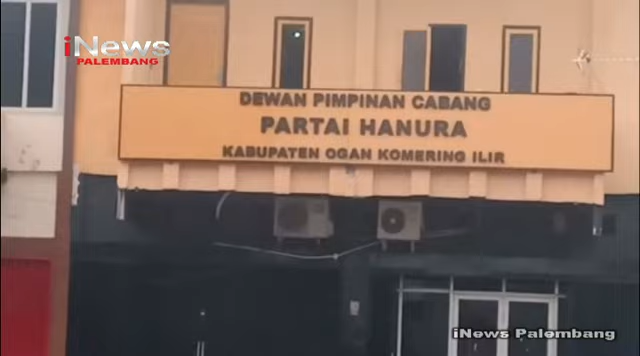 iNews
PALEMBANG
DEWAN PIMPINAN CABANG
PARTAI HANURA
KABUPATEN OGAN KOMERING ILIR
iNews Palembang